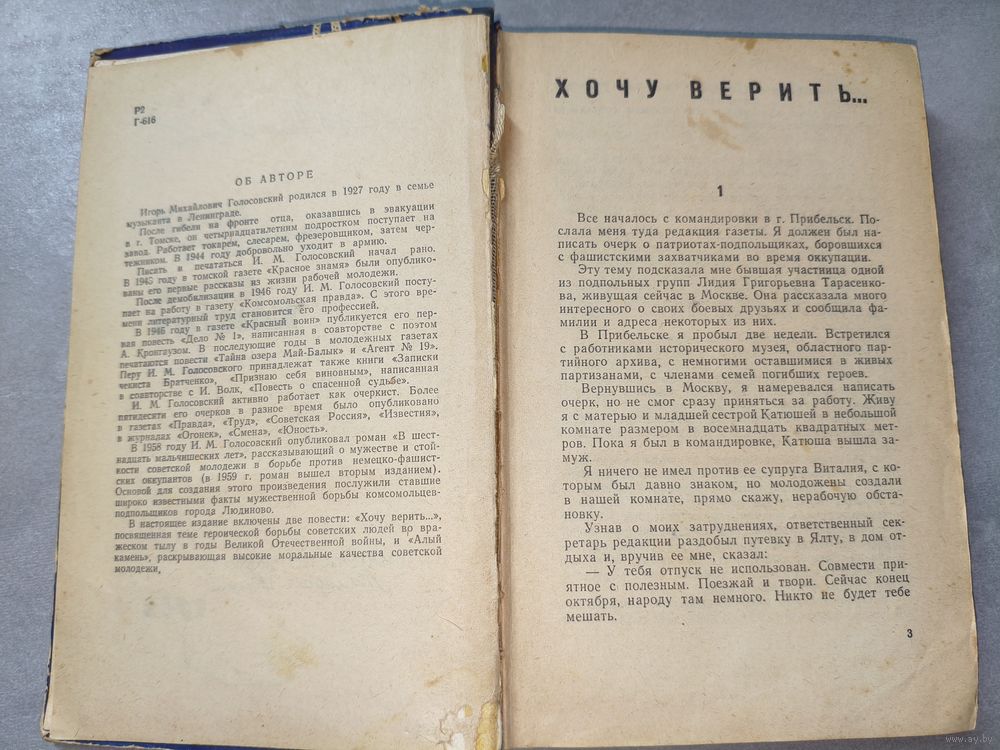 Р2
Г-616
ОБ АВТОРЕ
Игорь Михайлович Голосовский родился в 1927 году в семье
музыканта в Ленинграде.
После гибели на фронте отца, оказавшись в эвакуации
в г. Томске, он четырнадцатилетним подростком поступает на
завод. Работает токарем, слесарем, фрезеровщиком, затем чер-
тежником. В 1944 году добровольно уходит в армию.
Писать и печататься И. М. Голосовский начал рано.
В 1945 году в томской газете «Красное знамя» были опублико-
ваны его первые рассказы из жизни рабочей молодежи.
После демобилизации в 1946 году И. М. Голосовский посту-
пает на работу в газету «Комсомольская правда». С этого вре-
мени литературный труд становится его профессией.
В 1946 году в газете «Красный воин» публикуется его пер-
вая повесть «Дело № 1», написанная в соавторстве с поэтом
А. Кронгаузом. В последующие годы в молодежных газетах
печатаются повести «Тайна озера Май-Балык» и «Агент № 19».
Перу И. М. Голосовского принадлежат также книги «Записки
чекиста Братченко», «Признаю себя виновным», написанная
в соавторстве с И. Волк, «Повесть о спасенной судьбе».
И. М. Голосовский активно работает как очеркист. Более
пятидесяти его очерков в разное время было опубликовано
в газетах «Правда», «Труд», «Советская Россия», «Известия»,
в журналах «Огонек», «Смена», «Юность».
В 1958 году И. М. Голосовский опубликовал роман «В шест-
надцать мальчишеских лет», рассказывающий о мужестве и стой-
кости советской молодежи в борьбе против немецко-фашист-
ских оккупантов (в 1959 г. роман вышел вторым изданием).
Основой для создания этого произведения послужили ставшие
широко известными факты мужественной борьбы комсомольцев-
подпольщиков города Людиново.
В настоящее издание включены две повести: «Хочу верить...»,
посвященная теме героической борьбы советских людей во вра-
жеском тылу в годы Великой Отечественной войны, и «Алый
камень», раскрывающая высокие моральные качества советской
молодежи,
ХОЧУ ВЕРИТЬ...
1
Все началось с командировки в г. Прибельск. По-
слала меня туда редакция газеты. Я должен был на-
писать очерк о патриотах-подпольщиках, боровшихся
с фашистскими захватчиками во время оккупации.
Эту тему подсказала мне бывшая участница одной
из подпольных групп Лидия Григорьевна Тарасенко-
ва, живущая сейчас в Москве. Она рассказала много
интересного о своих боевых друзьях и сообщила фа-
милии и адреса некоторых из них.
В Прибельске я пробыл две недели. Встретился
с работниками исторического музея, областного пар-
тийного архива, с немногими оставшимися в живых
партизанами, с членами семей погибших героев.
Вернувшись в Москву, я намеревался написать
очерк, но не смог сразу приняться за работу. Живу
я с матерью и младшей сестрой Катюшей в небольшой
комнате размером в восемнадцать квадратных мет-
ров. Пока я был в командировке, Катюша вышла за-
муж.
Я ничего не имел против ее супруга Виталия, с ко-
торым был давно знаком, но молодожены создали
в нашей комнате, прямо скажу, нерабочую обста-
новку.
Узнав о моих затруднениях, ответственный сек-
ретарь редакции раздобыл путевку в Ялту, в дом от-
дыха и, вручив ее мне, сказал:
— У тебя отпуск не использован. Совмести при-
ятное с полезным. Поезжай и твори. Сейчас конец
октября, народу там немного. Никто не будет тебе
мешать.
3
www.ay.by